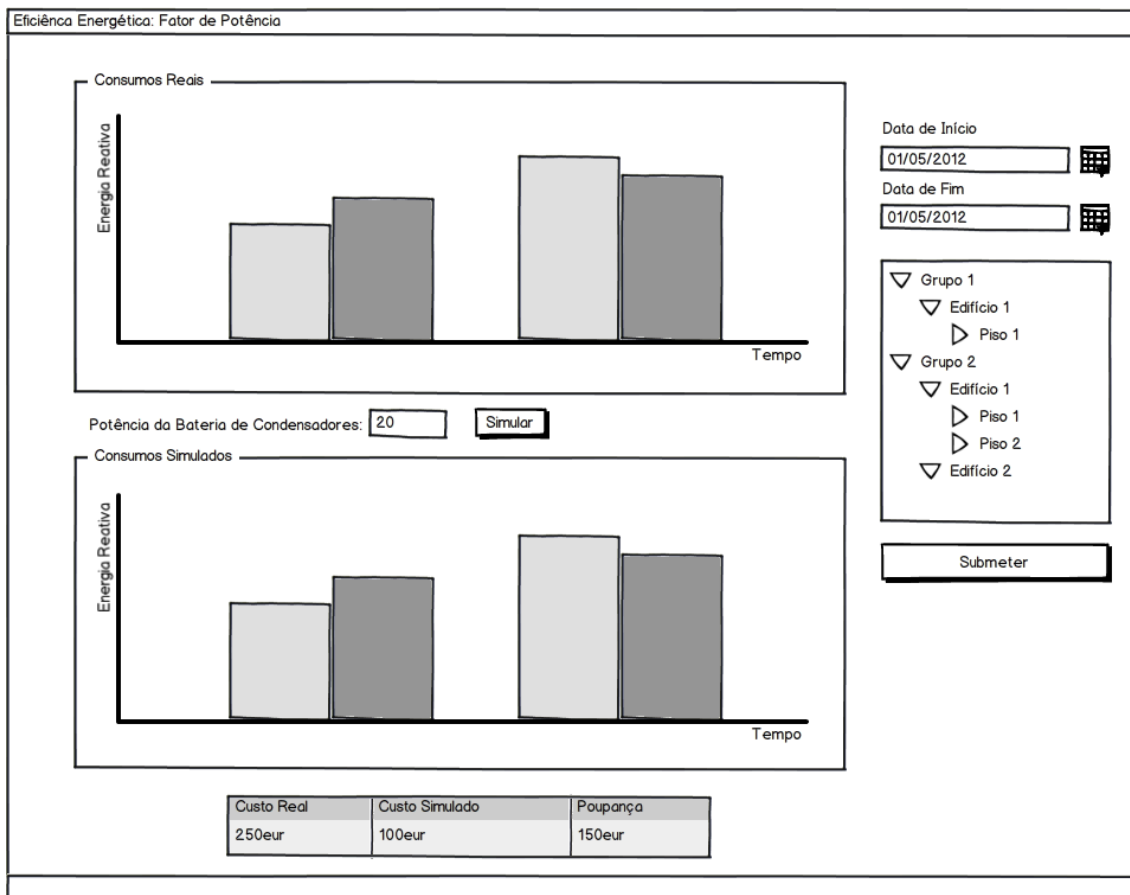 Eficiênca Energética: Fator de Potência
Consumos Reais
Energia Reativa
Tempo
Potência da Bateria de Condensadores: 20 Simular
Consumos Simulados
Energia Reativa
Tempo
Custo Real Custo Simulado Poupança
250eur 100eur 150eur
Data de Início
01/05/2012
Data de Fim
01/05/2012
Grupo 1
Edifício 1
Piso 1
Grupo 2
Edifício 1
Piso 1
Piso 2
Edifício 2
Submeter